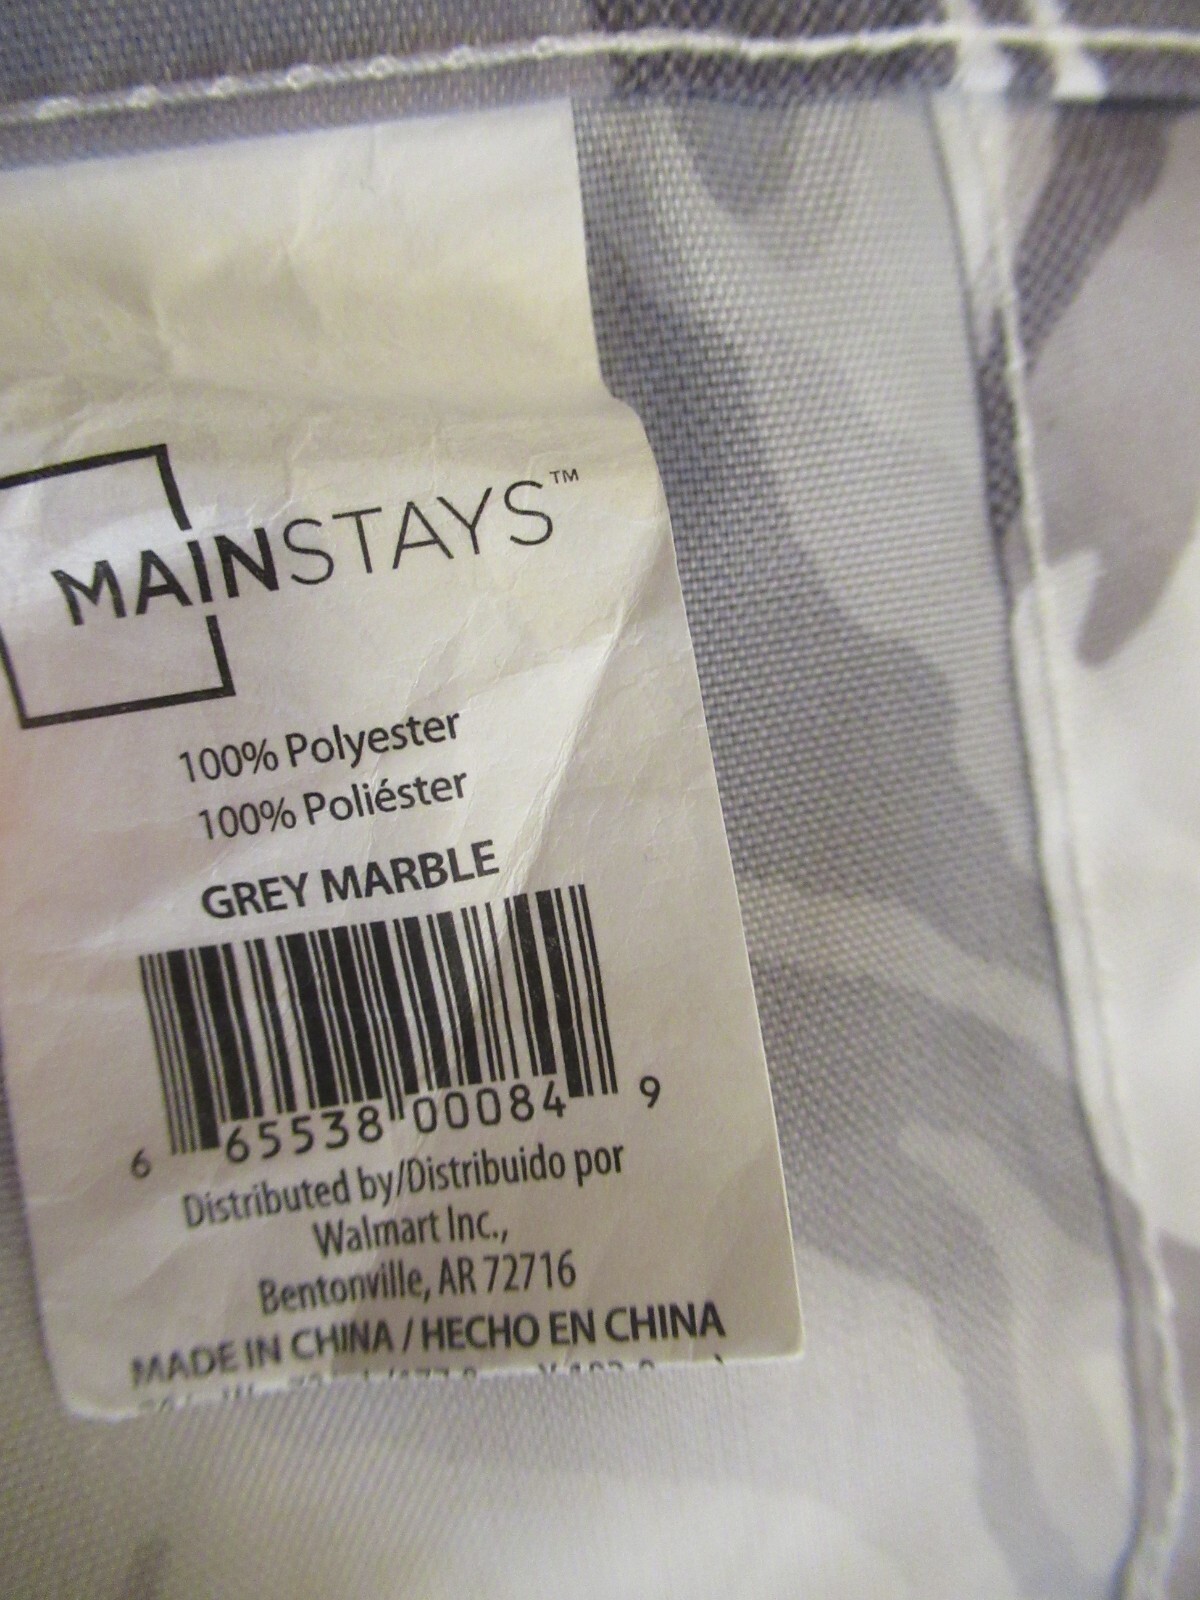 MAINSTAYS™
100% Polyester
100% Poliéster
GREY MARBLE
6 65538 00084 9
Distributed by/Distribuido por
Walmart Inc.,
Bentonville, AR 72716
MADE IN CHINA / HECHO EN CHINA